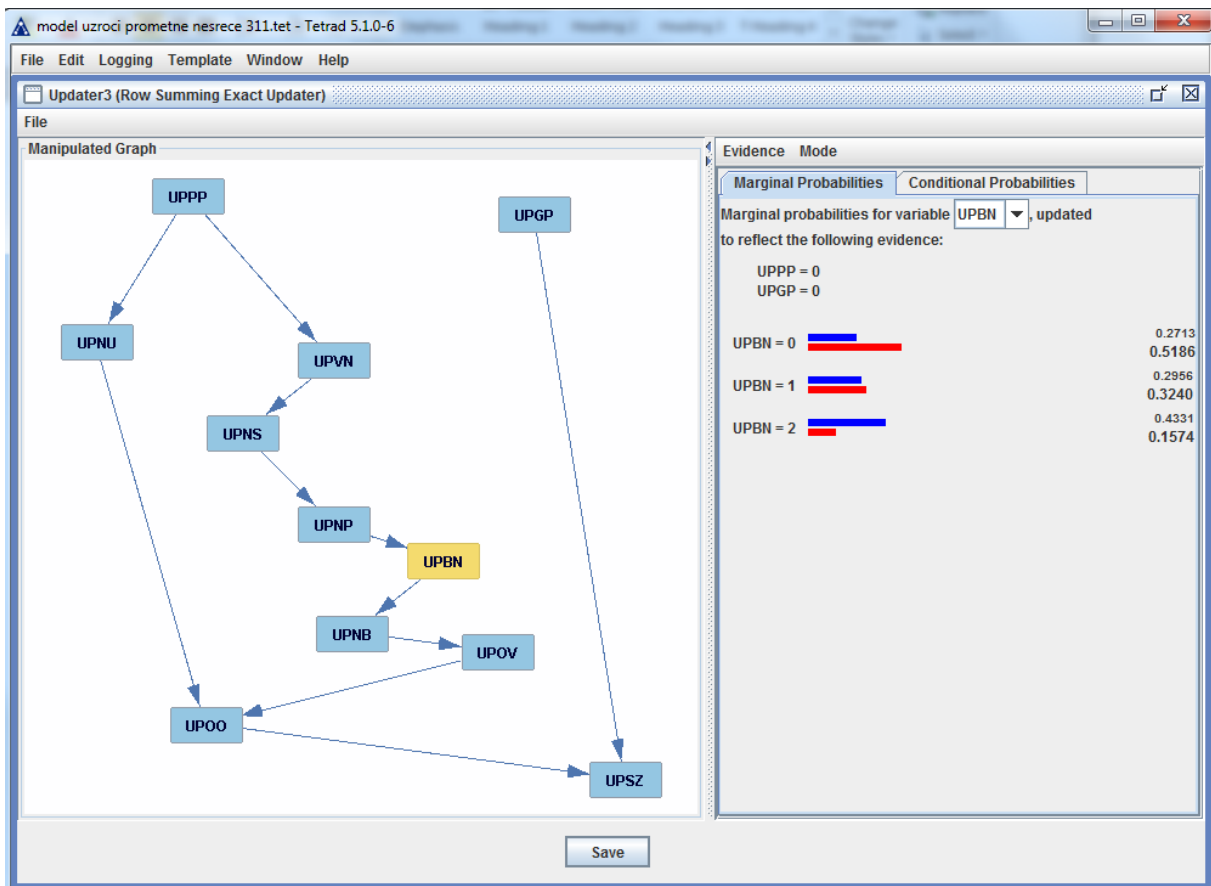 model uzroci prometne nesrece 311.tet - Tetrad 5.1.0-6
File Edit Logging Template Window Help
Updater3 (Row Summing Exact Updater)
File
Manipulated Graph
UPPP
UPGP
UPNU
UPVN
UPNS
UPNP
UPBN
UPNB
UPOV
UPOO
UPSZ
Evidence Mode
Marginal Probabilities Conditional Probabilities
Marginal probabilities for variable UPBN , updated
to reflect the following evidence:
UPPP = 0
UPGP = 0
UPBN = 0 0.2713
0.5186
UPBN = 1 0.2956
0.3240
UPBN = 2 0.4331
0.1574
Save